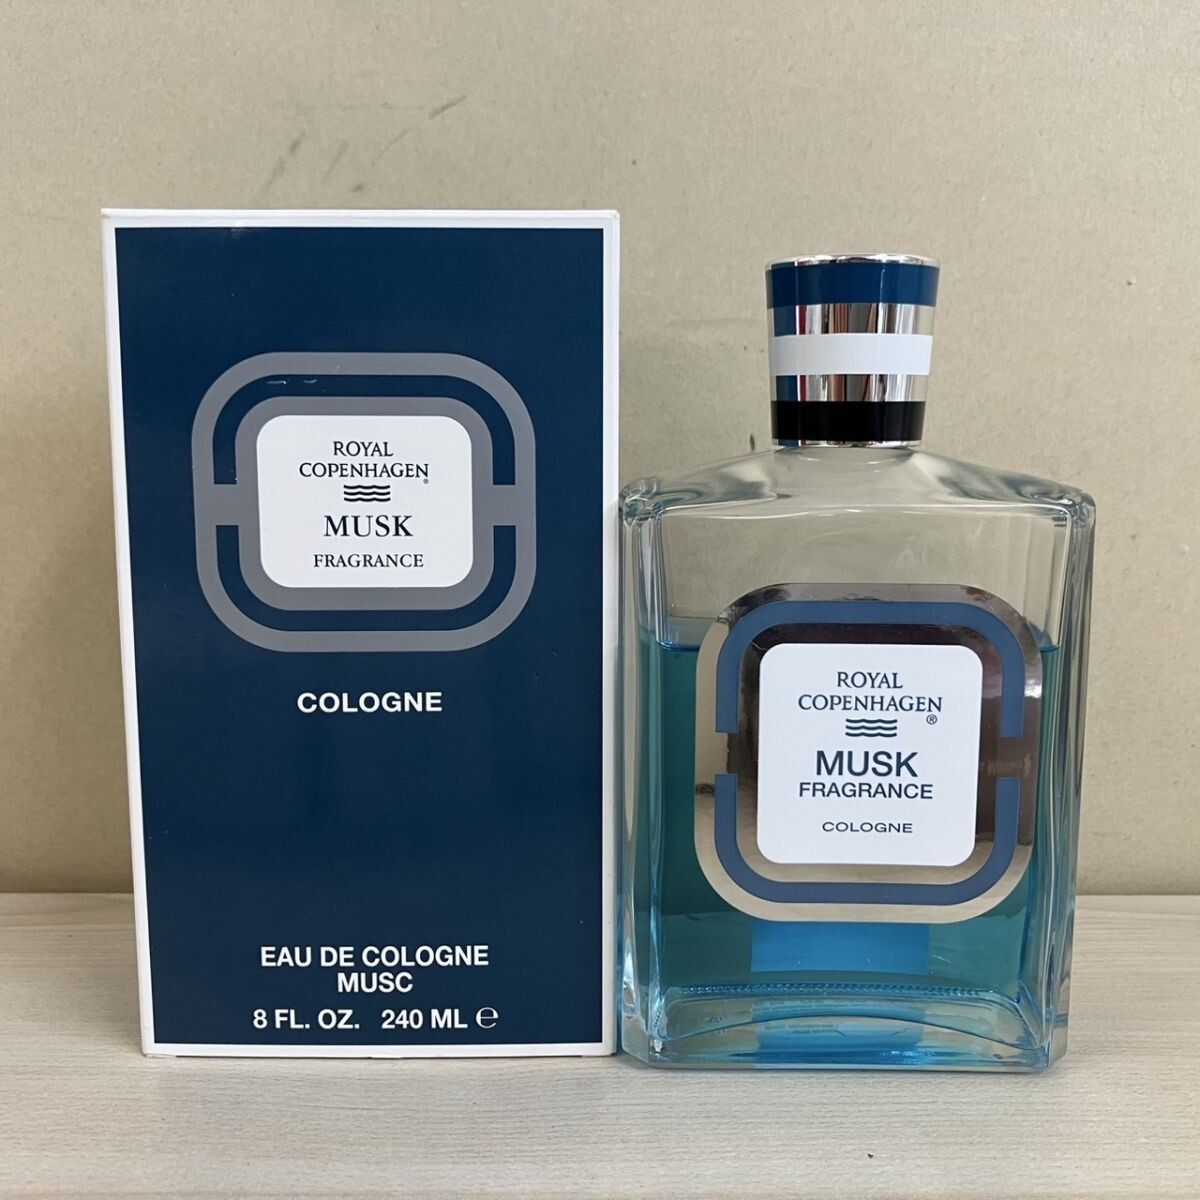 ROYAL
COPENHAGEN®
MUSK
FRAGRANCE
COLOGNE
EAU DE COLOGNE
MUSC
8 FL. OZ. 240 ML ℮
ROYAL
COPENHAGEN®
MUSK
FRAGRANCE
COLOGNE